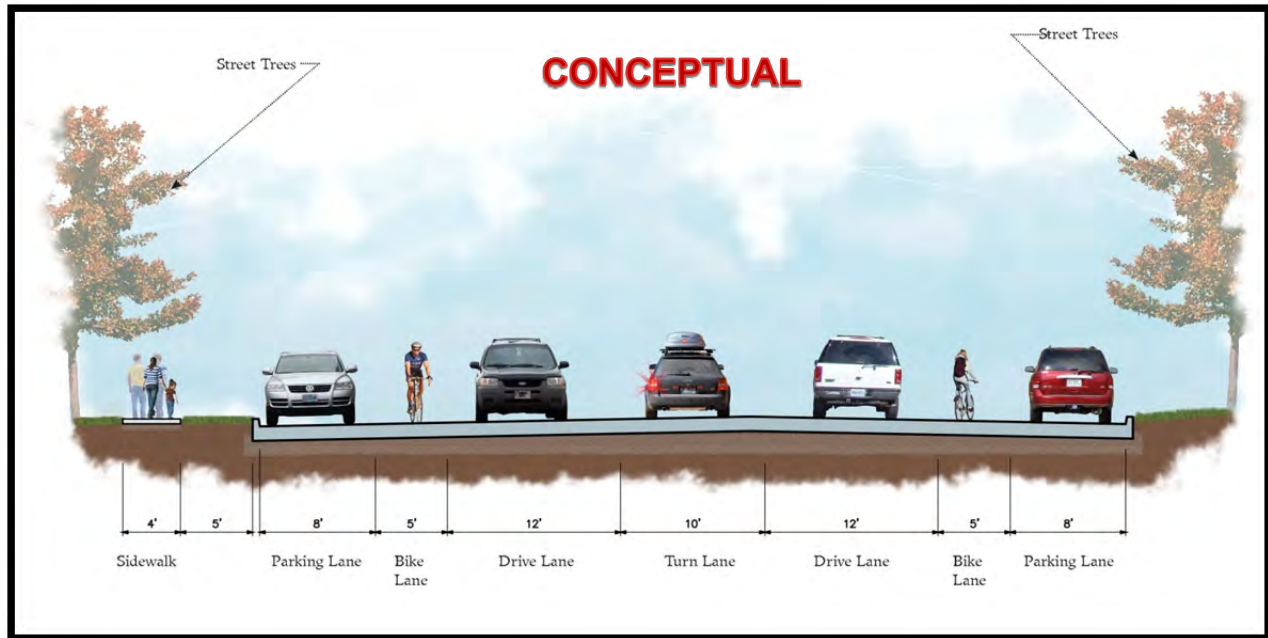 Street Trees
CONCEPTUAL
Street Trees
4' 5' 8' 5' 12' 10' 12' 5' 8'
Sidewalk Parking Lane Bike Lane Drive Lane Turn Lane Drive Lane Bike Lane Parking Lane